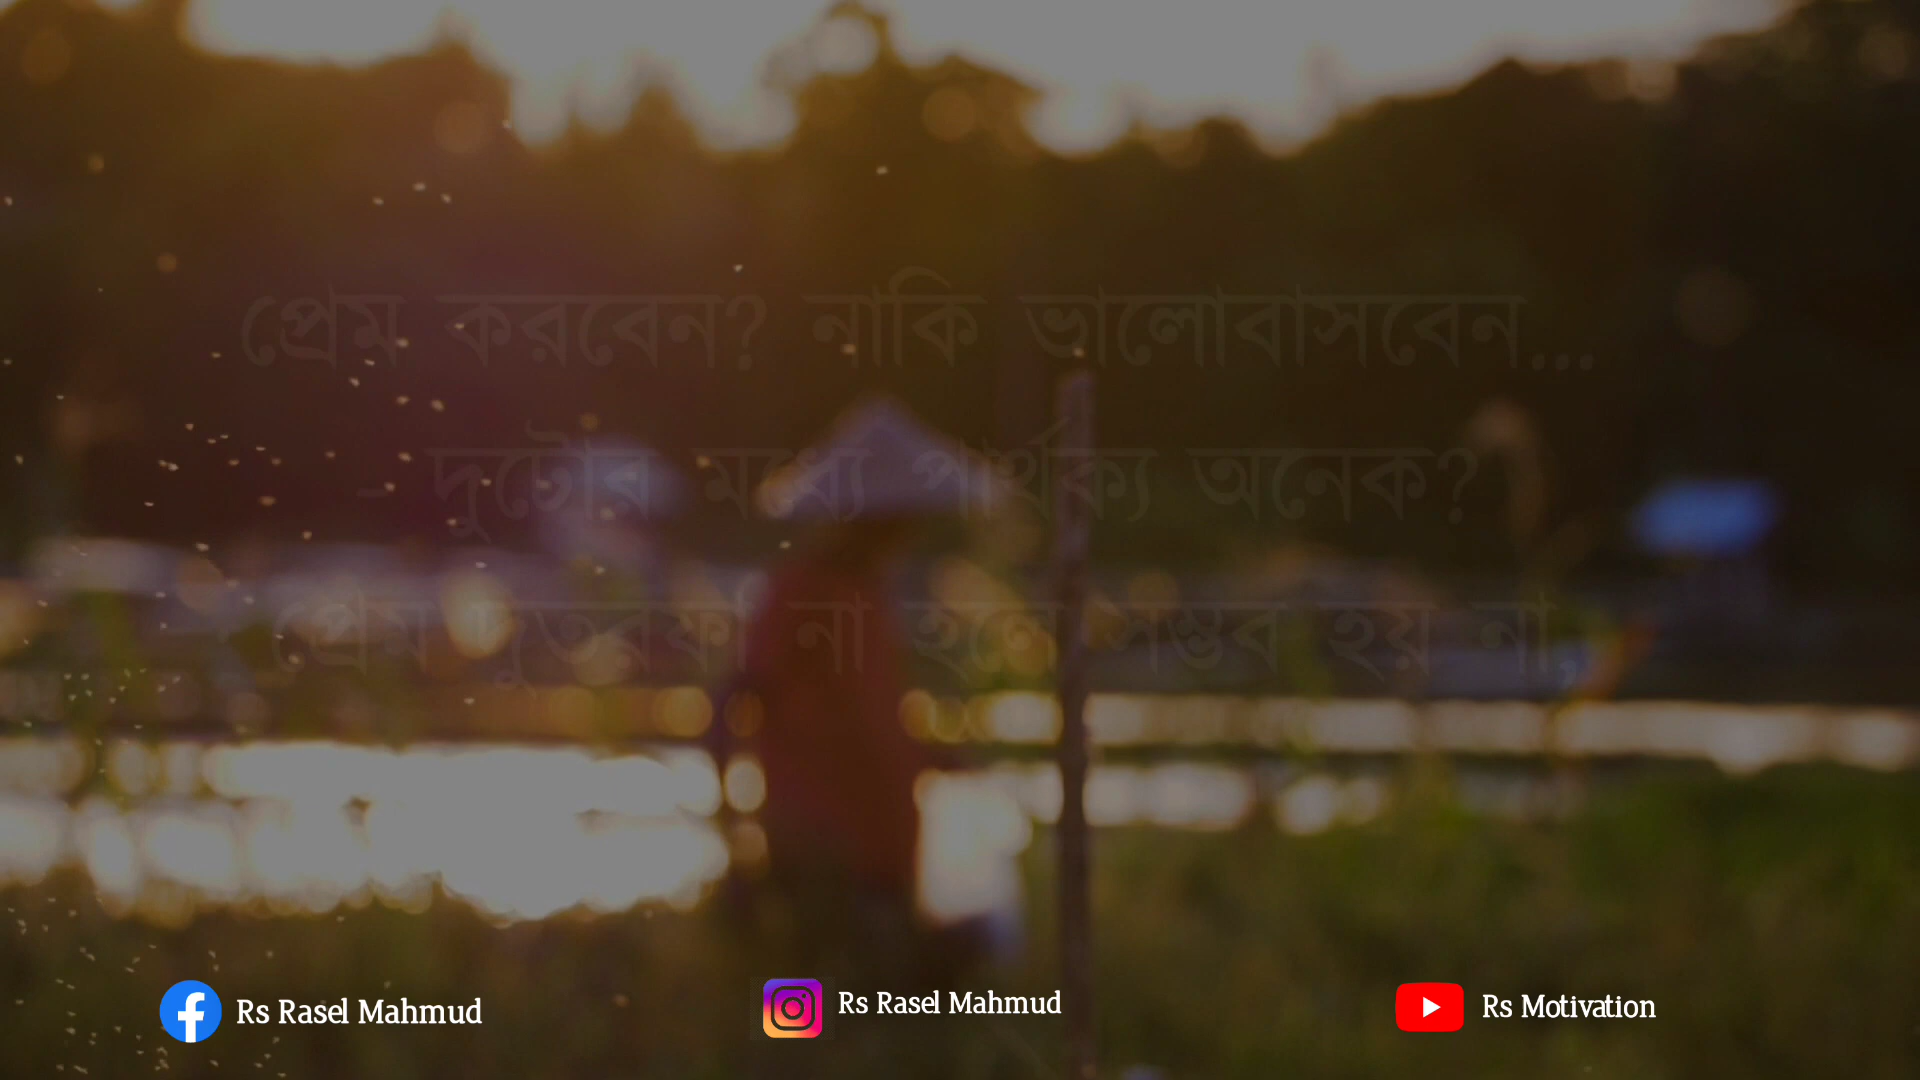 প্রেম করবেন? নাকি ভালোবাসবেন...
- দুটোর মধ্যে পার্থক্য অনেক?
প্রেম দুতরফা না হলে সম্ভব হয় না,
Rs Rasel Mahmud
Rs Rasel Mahmud
Rs Motivation